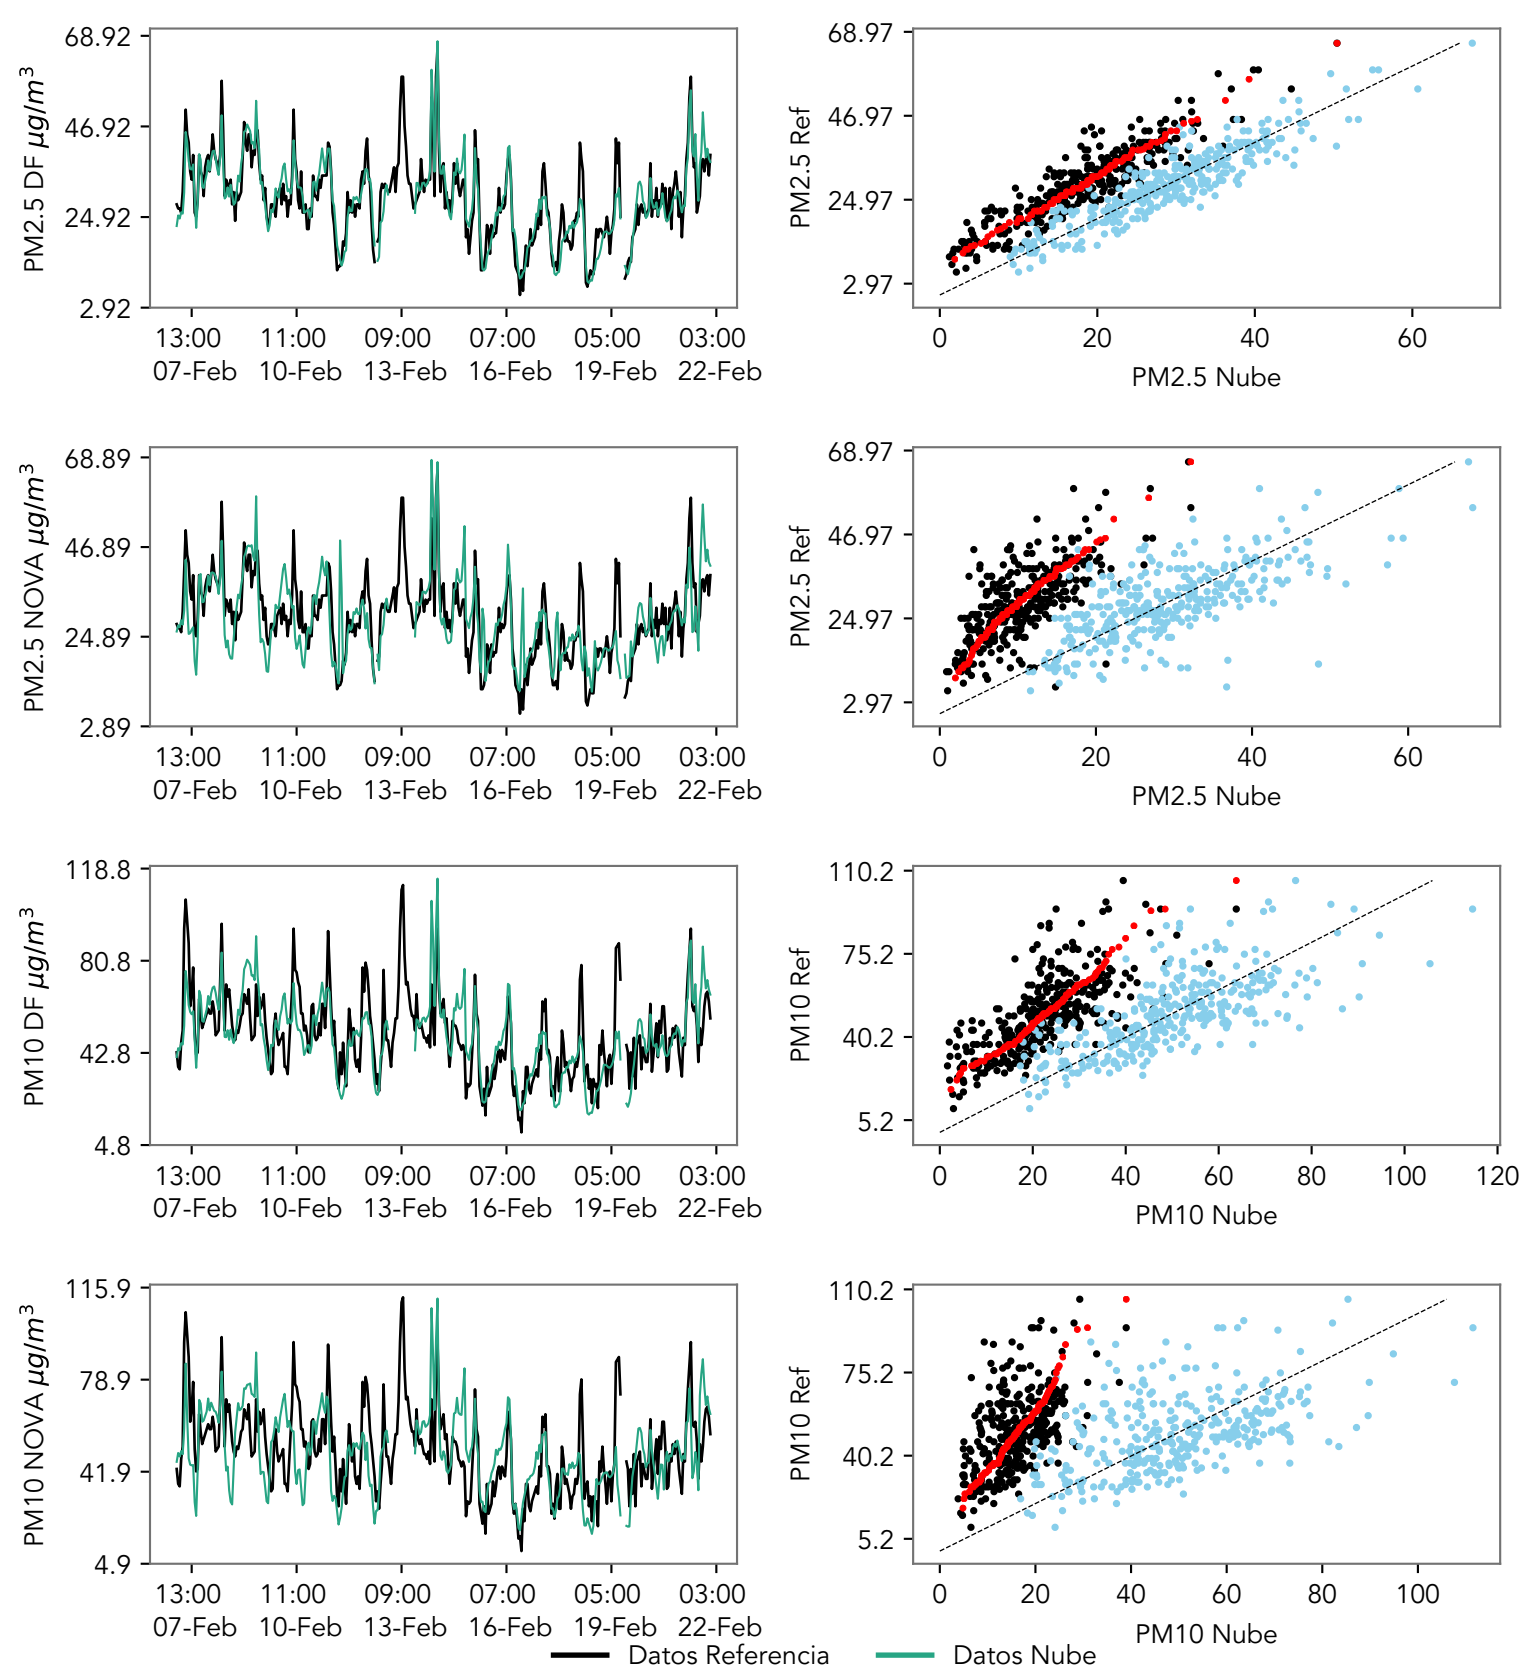 68.92
46.92
24.92
2.92
PM2.5 DF μg/m³
13:00 11:00 09:00 07:00 05:00 03:00
07-Feb 10-Feb 13-Feb 16-Feb 19-Feb 22-Feb
68.97
46.97
24.97
2.97
PM2.5 Ref
0 20 40 60
PM2.5 Nube
68.89
46.89
24.89
2.89
PM2.5 NOVA μg/m³
13:00 11:00 09:00 07:00 05:00 03:00
07-Feb 10-Feb 13-Feb 16-Feb 19-Feb 22-Feb
68.97
46.97
24.97
2.97
PM2.5 Ref
0 20 40 60
PM2.5 Nube
118.8
80.8
42.8
4.8
PM10 DF μg/m³
13:00 11:00 09:00 07:00 05:00 03:00
07-Feb 10-Feb 13-Feb 16-Feb 19-Feb 22-Feb
110.2
75.2
40.2
5.2
PM10 Ref
0 20 40 60 80 100 120
PM10 Nube
115.9
78.9
41.9
4.9
PM10 NOVA μg/m³
13:00 11:00 09:00 07:00 05:00 03:00
07-Feb 10-Feb 13-Feb 16-Feb 19-Feb 22-Feb
110.2
75.2
40.2
5.2
PM10 Ref
0 20 40 60 80 100
PM10 Nube
Datos Referencia Datos Nube